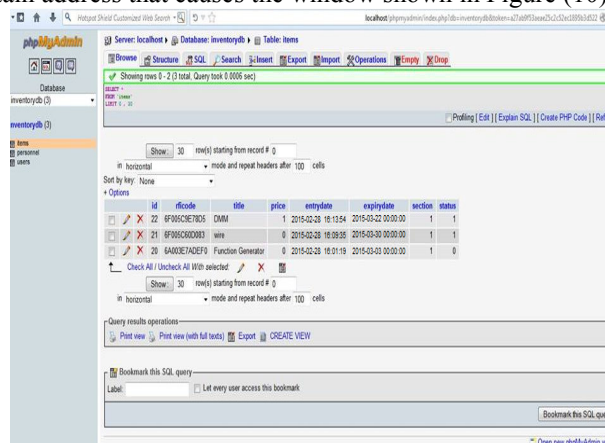 ain address that causes the window shown in Figure (10)
Hotspot Shield Customized Web Search
localhost/phpmyadmin/index.php?db=inventorydb&token=a27ab9f53eeae25c2c52ec1895b3d522
phpMyAdmin
Database
inventorydb (3)
inventorydb (3)
items
personnel
users
Server: localhost Database: inventorydb Table: items
Browse Structure SQL Search Insert Export Import Operations Empty Drop
Showing rows 0 - 2 (3 total, Query took 0.0006 sec)
SELECT *
FROM `items`
LIMIT 0 , 30
Profiling [ Edit ] [ Explain SQL ] [ Create PHP Code ] [ Ref
Show: 30 row(s) starting from record # 0
in horizontal mode and repeat headers after 100 cells
Sort by key: None
+ Options
id rficode title price entrydate expirydate section status
22 6F005C9E78D5 DMM 1 2015-02-28 16:13:54 2015-03-22 00:00:00 1 1
21 6F005C60D083 wire 0 2015-02-28 16:09:35 2015-03-30 00:00:00 1 1
20 6A003E7ADEF0 Function Generator 0 2015-02-28 16:01:19 2015-03-03 00:00:00 1 0
Check All / Uncheck All With selected:
Show: 30 row(s) starting from record # 0
in horizontal mode and repeat headers after 100 cells
Query results operations
Print view Print view (with full texts) Export CREATE VIEW
Bookmark this SQL query
Label: Let every user access this bookmark
Bookmark this SQL que
Open new phpMyAdmin w